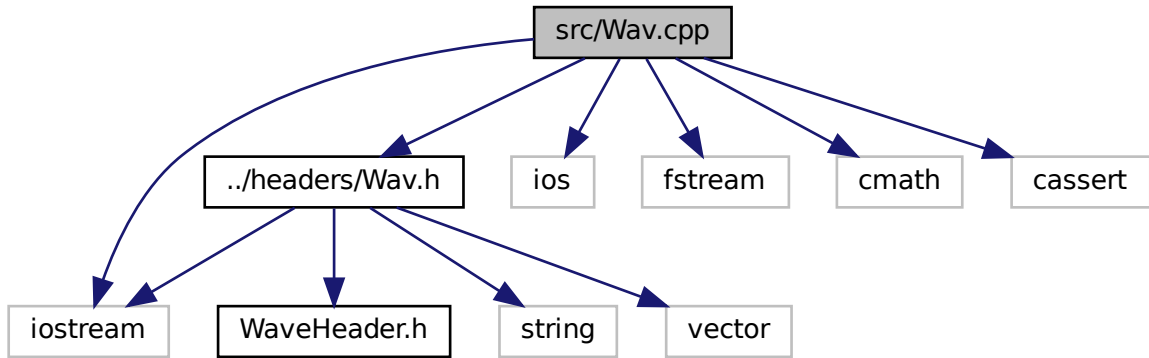 src/Wav.cpp
../headers/Wav.h
ios
fstream
cmath
cassert
iostream
WaveHeader.h
string
vector